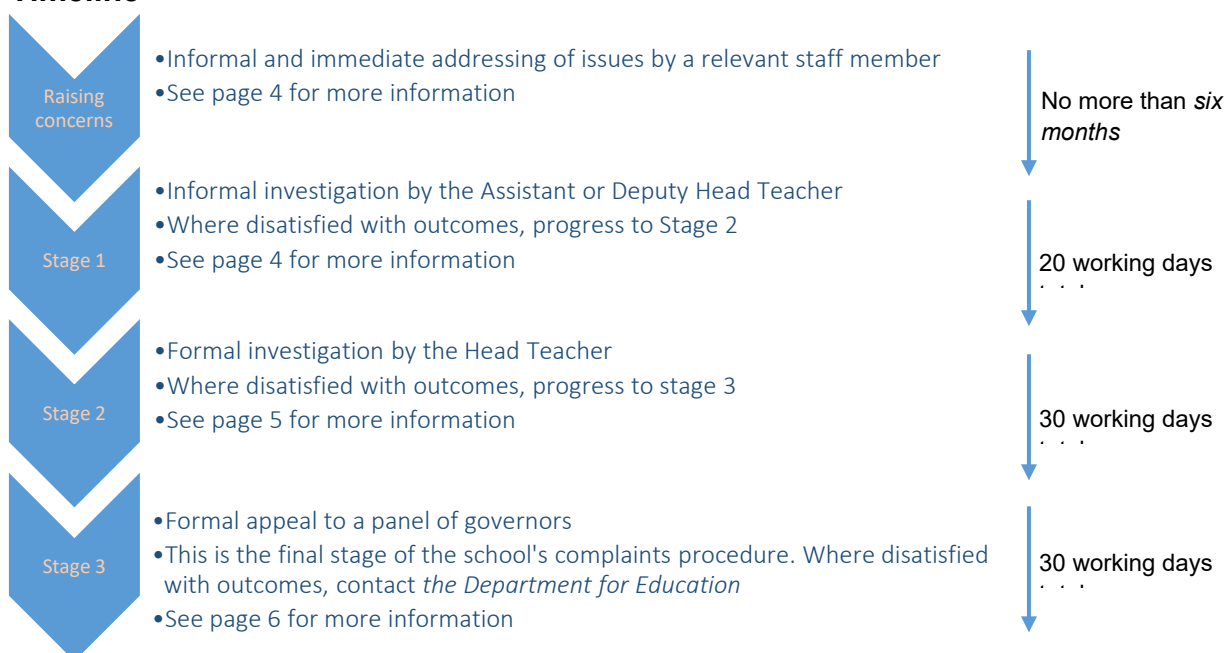 Raising
concerns
•Informal and immediate addressing of issues by a relevant staff member
•See page 4 for more information
No more than six
months
Stage 1
•Informal investigation by the Assistant or Deputy Head Teacher
•Where disatisfied with outcomes, progress to Stage 2
•See page 4 for more information
20 working days
Stage 2
•Formal investigation by the Head Teacher
•Where disatisfied with outcomes, progress to stage 3
•See page 5 for more information
30 working days
Stage 3
•Formal appeal to a panel of governors
•This is the final stage of the school's complaints procedure. Where disatisfied
with outcomes, contact the Department for Education
•See page 6 for more information
30 working days